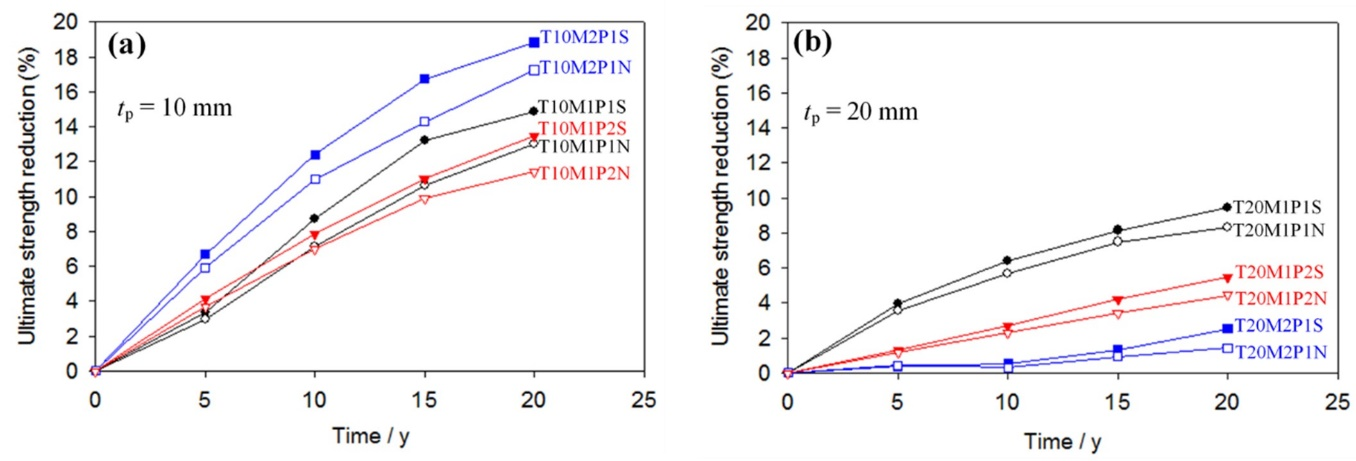 (a)
t_p = 10 mm
Ultimate strength reduction (%)
20
18
16
14
12
10
8
6
4
2
0
T10M2P1S
T10M2P1N
T10M1P1S
T10M1P2S
T10M1P1N
T10M1P2N
0 5 10 15 20 25
Time / y
(b)
t_p = 20 mm
Ultimate strength reduction (%)
20
18
16
14
12
10
8
6
4
2
0
T20M1P1S
T20M1P1N
T20M1P2S
T20M1P2N
T20M2P1S
T20M2P1N
0 5 10 15 20 25
Time / y